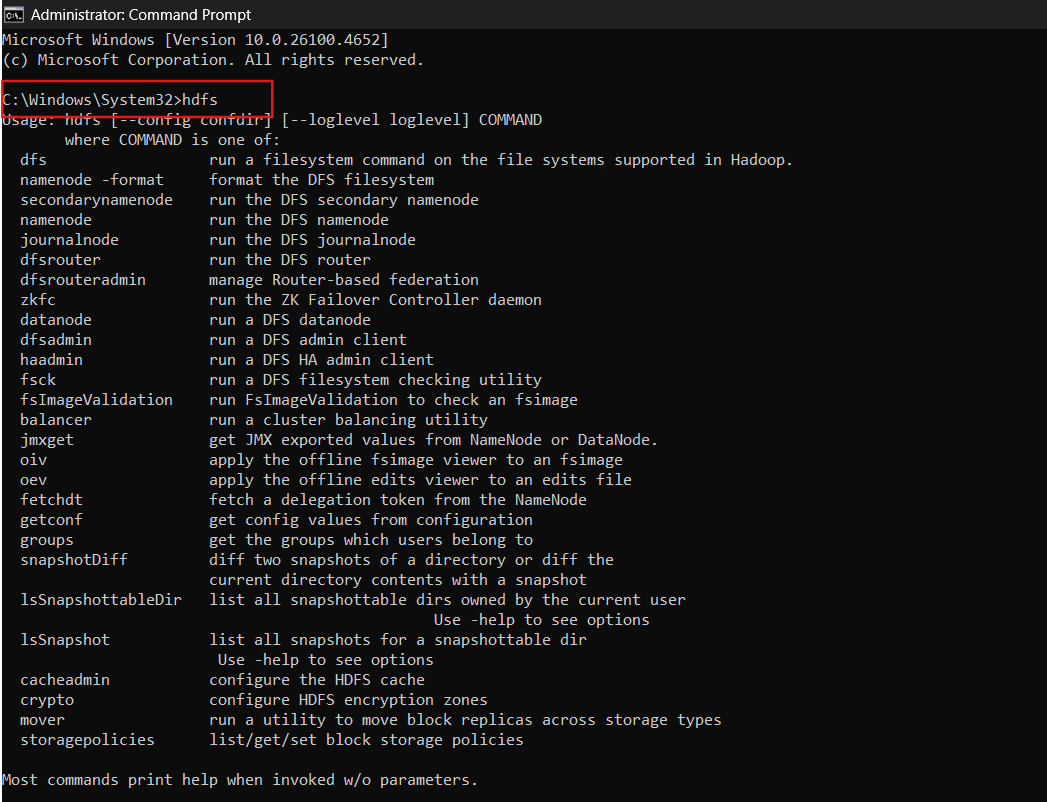 Administrator: Command Prompt
Microsoft Windows [Version 10.0.26100.4652]
(c) Microsoft Corporation. All rights reserved.
C:\Windows\System32>hdfs
Usage: hdfs [--config confdir] [--loglevel loglevel] COMMAND
       where COMMAND is one of:
  dfs                  run a filesystem command on the file systems supported in Hadoop.
  namenode -format     format the DFS filesystem
  secondarynamenode    run the DFS secondary namenode
  namenode             run the DFS namenode
  journalnode          run the DFS journalnode
  dfsrouter            run the DFS router
  dfsrouteradmin       manage Router-based federation
  zkfc                 run the ZK Failover Controller daemon
  datanode             run a DFS datanode
  dfsadmin             run a DFS admin client
  haadmin              run a DFS HA admin client
  fsck                 run a DFS filesystem checking utility
  fsImageValidation    run FsImageValidation to check an fsimage
  balancer             run a cluster balancing utility
  jmxget               get JMX exported values from NameNode or DataNode.
  oiv                  apply the offline fsimage viewer to an fsimage
  oev                  apply the offline edits viewer to an edits file
  fetchdt              fetch a delegation token from the NameNode
  getconf              get config values from configuration
  groups               get the groups which users belong to
  snapshotDiff         diff two snapshots of a directory or diff the
                       current directory contents with a snapshot
  lsSnapshottableDir   list all snapshottable dirs owned by the current user
                                                Use -help to see options
  lsSnapshot           list all snapshots for a snapshottable dir
                        Use -help to see options
  cacheadmin           configure the HDFS cache
  crypto               configure HDFS encryption zones
  mover                run a utility to move block replicas across storage types
  storagepolicies      list/get/set block storage policies
Most commands print help when invoked w/o parameters.